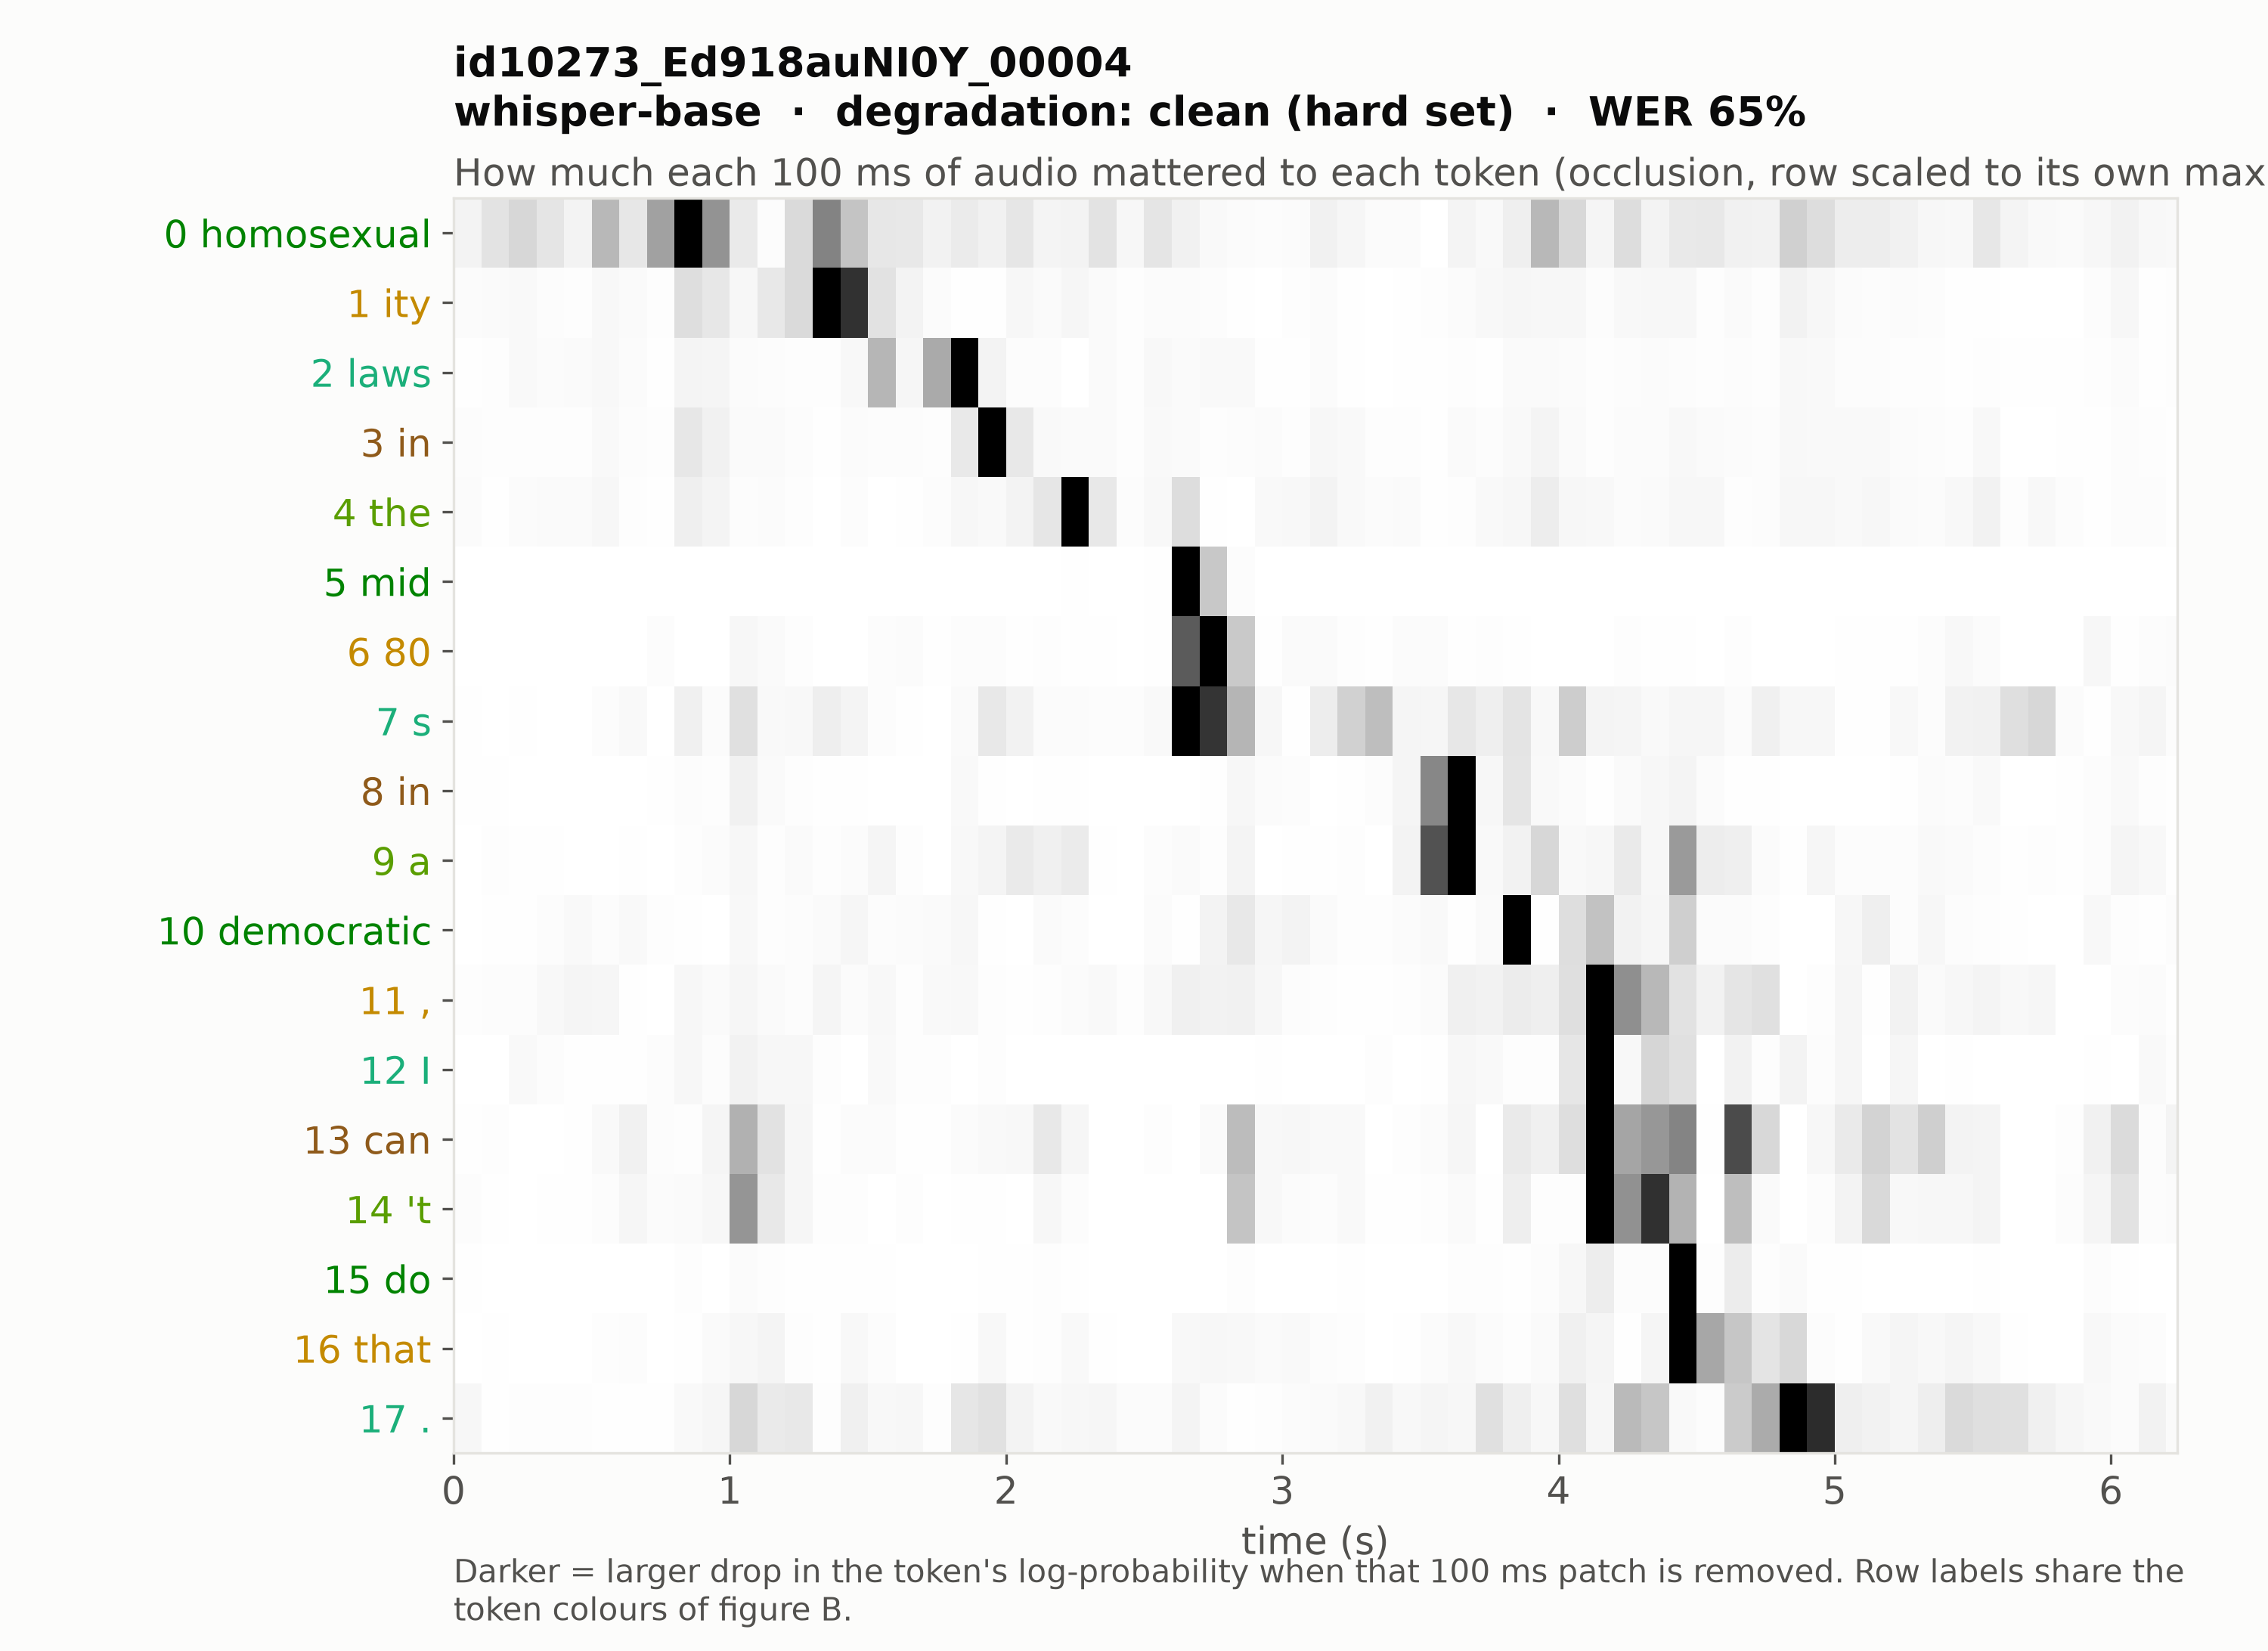 id10273_Ed918auNI0Y_00004
whisper-base · degradation: clean (hard set) · WER 65%
How much each 100 ms of audio mattered to each token (occlusion, row scaled to its own max
0 homosexual
1 ity
2 laws
3 in
4 the
5 mid
6 80
7 s
8 in
9 a
10 democratic
11 ,
12 I
13 can
14 't
15 do
16 that
17 .
0 1 2 3 4 5 6
time (s)
Darker = larger drop in the token's log-probability when that 100 ms patch is removed. Row labels share the
token colours of figure B.